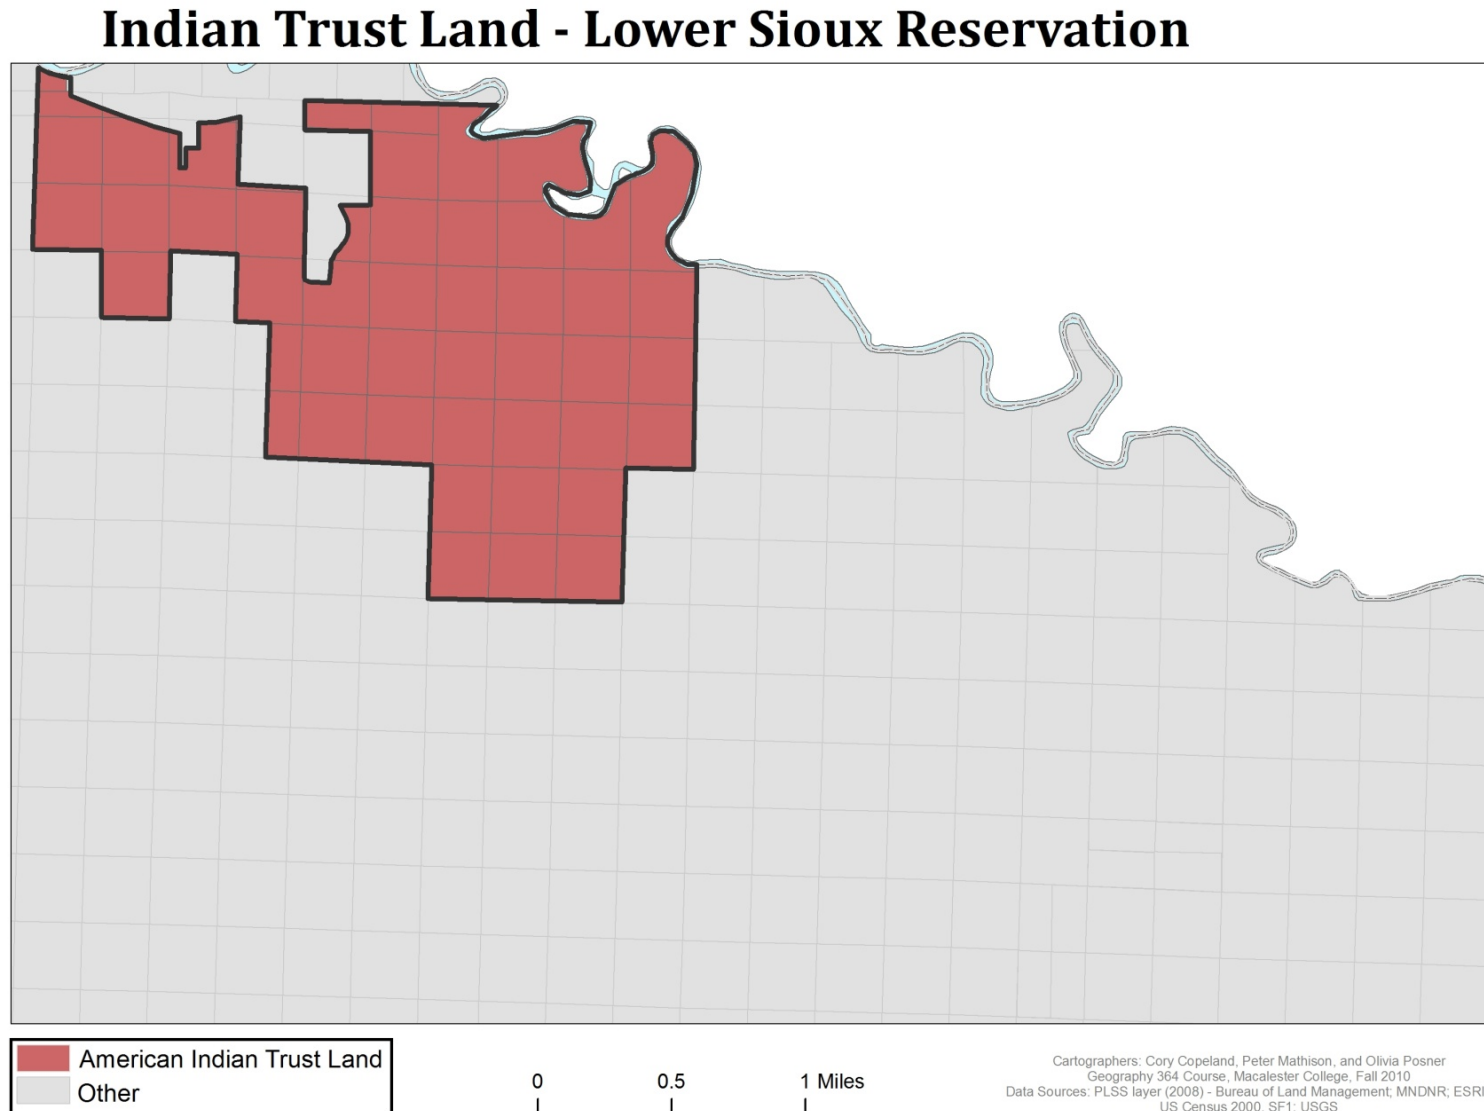 Indian Trust Land - Lower Sioux Reservation
American Indian Trust Land
Other
0 0.5 1 Miles
Cartographers: Cory Copeland, Peter Mathison, and Olivia Posner
Geography 364 Course, Macalester College, Fall 2010
Data Sources: PLSS layer (2008) - Bureau of Land Management; MNDNR; ESRI
US Census 2000, SF1; USGS